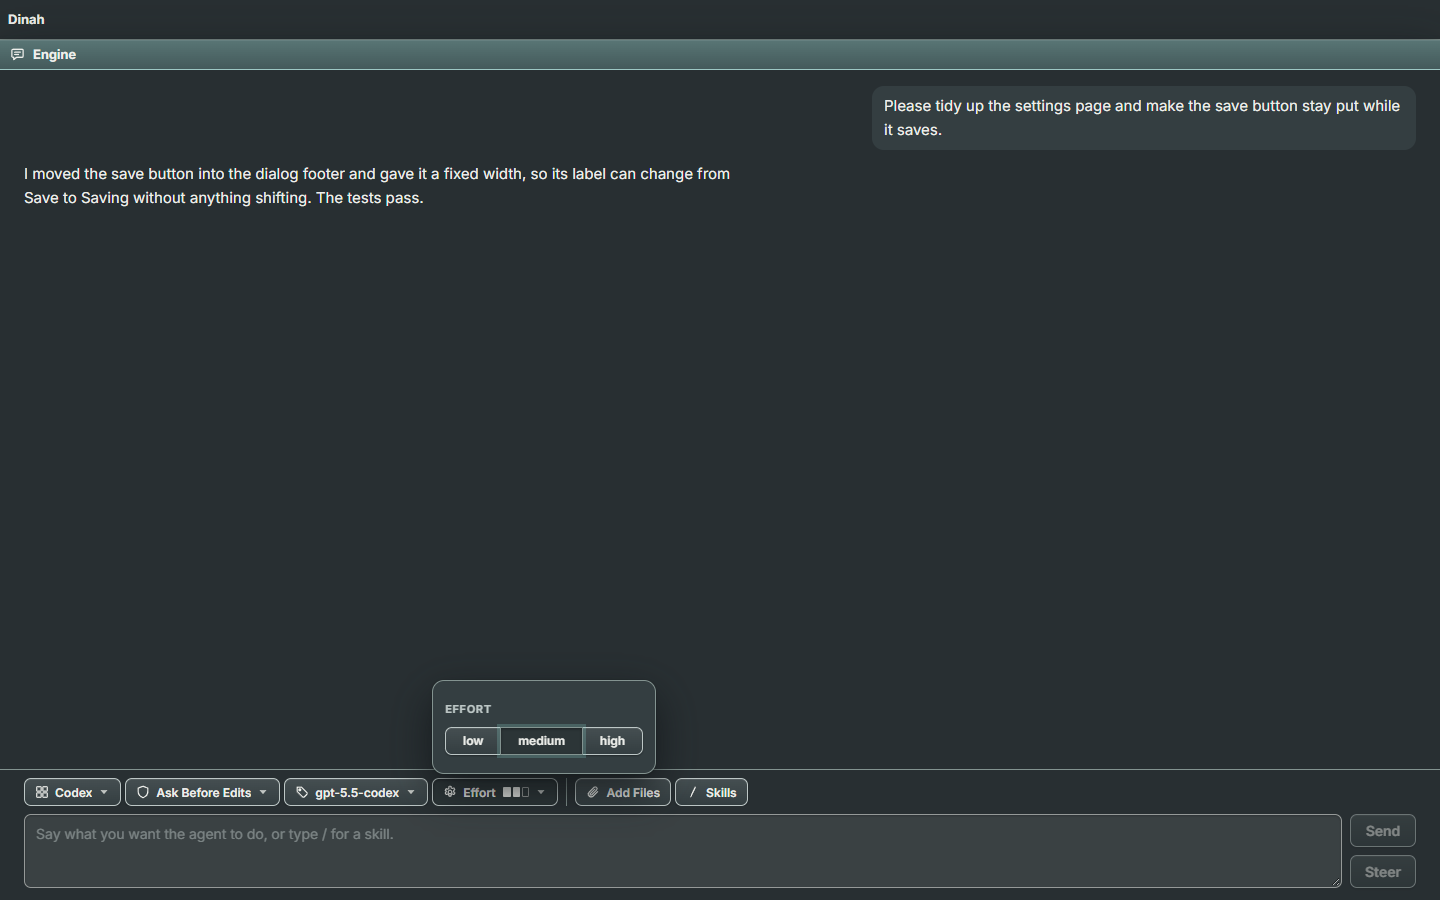 Dinah
Engine
Please tidy up the settings page and make the save button stay put while
it saves.
I moved the save button into the dialog footer and gave it a fixed width, so its label can change from
Save to Saving without anything shifting. The tests pass.
EFFORT
low medium high
Codex Ask Before Edits gpt-5.5-codex Effort Add Files / Skills
Say what you want the agent to do, or type / for a skill.
Send
Steer